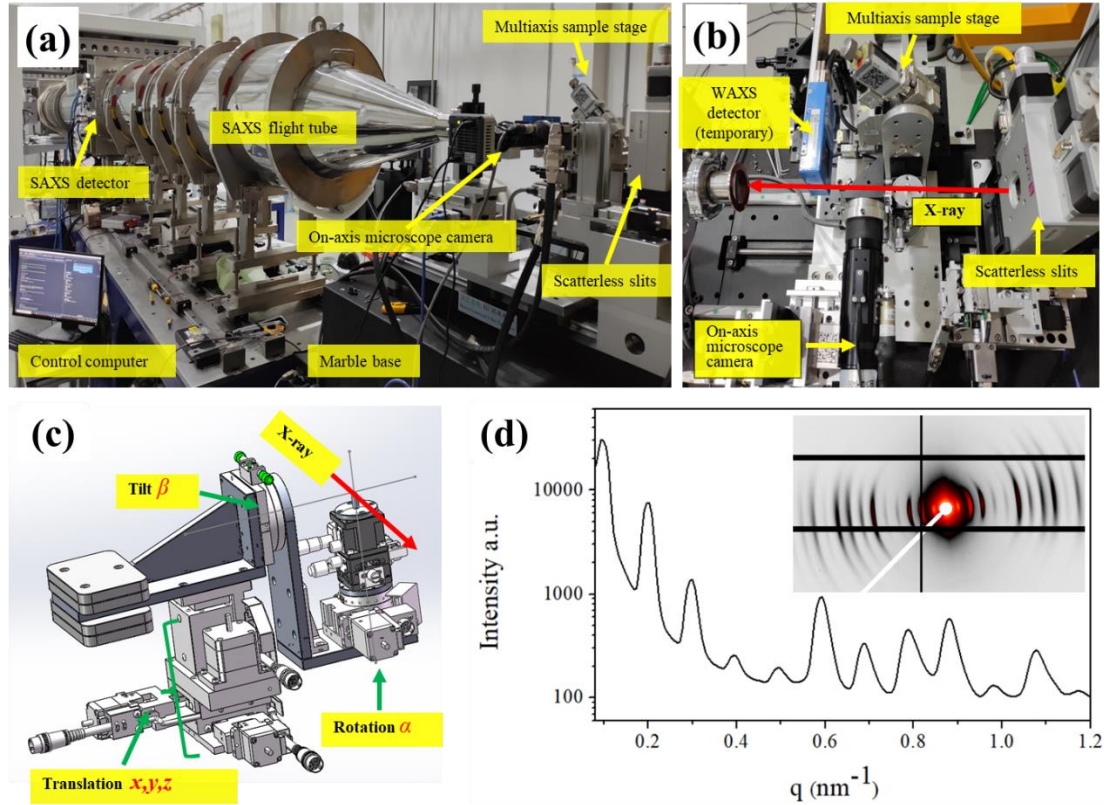 (a)
Multiaxis sample stage
SAXS flight tube
SAXS detector
On-axis microscope camera
Scatterless slits
Control computer
Marble base
(b)
Multiaxis sample stage
WAXS
detector
(temporary)
X-ray
Scatterless slits
On-axis
microscope
camera
(c)
X-ray
Tilt β
Rotation α
Translation x,y,z
(d)
Intensity a.u.
10000
1000
100
0.2 0.4 0.6 0.8 1.0 1.2
q (nm⁻¹)